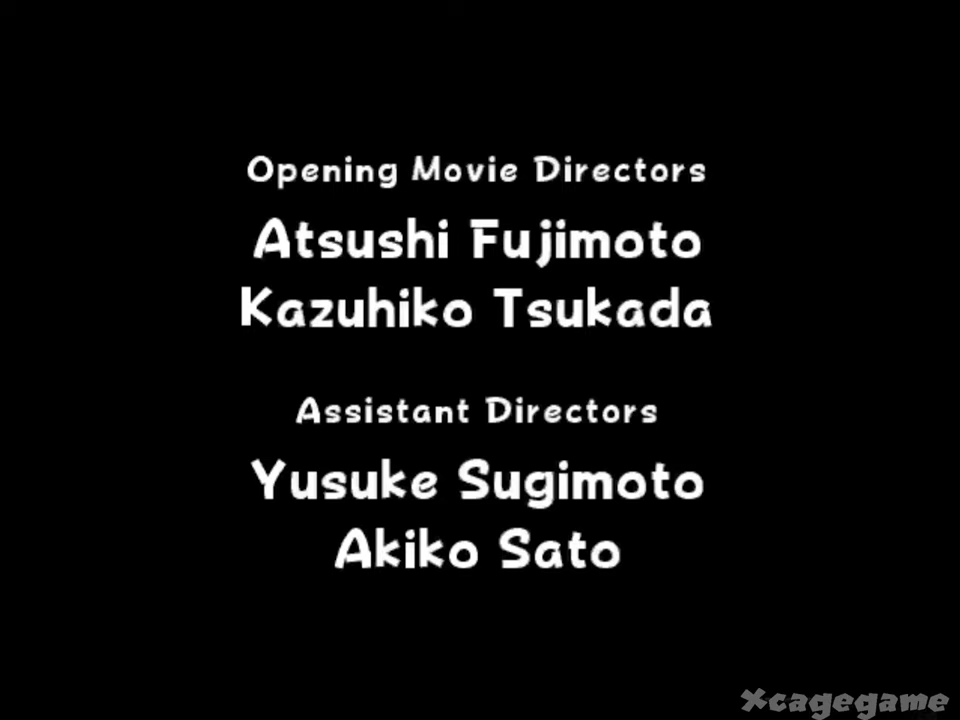 Opening Movie Directors
Atsushi Fujimoto
Kazuhiko Tsukada
Assistant Directors
Yusuke Sugimoto
Akiko Sato
Xcagegame